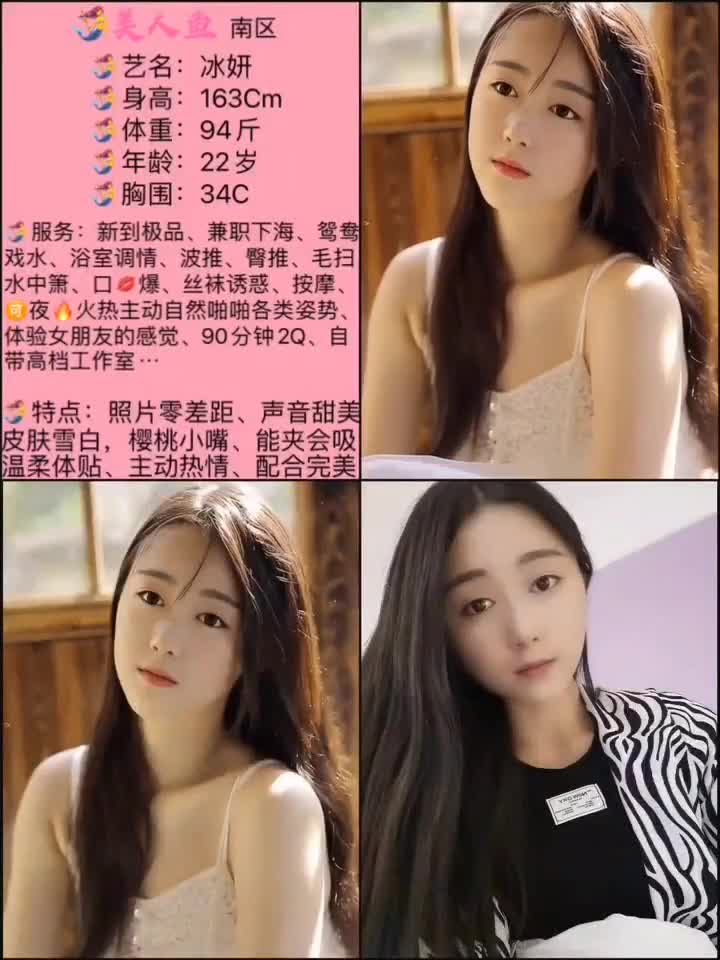 美人鱼 南区
艺名：冰妍
身高：163Cm
体重：94斤
年龄：22岁
胸围：34C
服务：新到极品、兼职下海、鸳鸯
戏水、浴室调情、波推、臀推、毛扫
水中箫、口💋爆、丝袜诱惑、按摩、
🉑夜🔥火热主动自然啪啪各类姿势、
体验女朋友的感觉、90分钟2Q、自
带高档工作室…
特点：照片零差距、声音甜美
皮肤雪白，樱桃小嘴、能夹会吸
温柔体贴、主动热情、配合完美